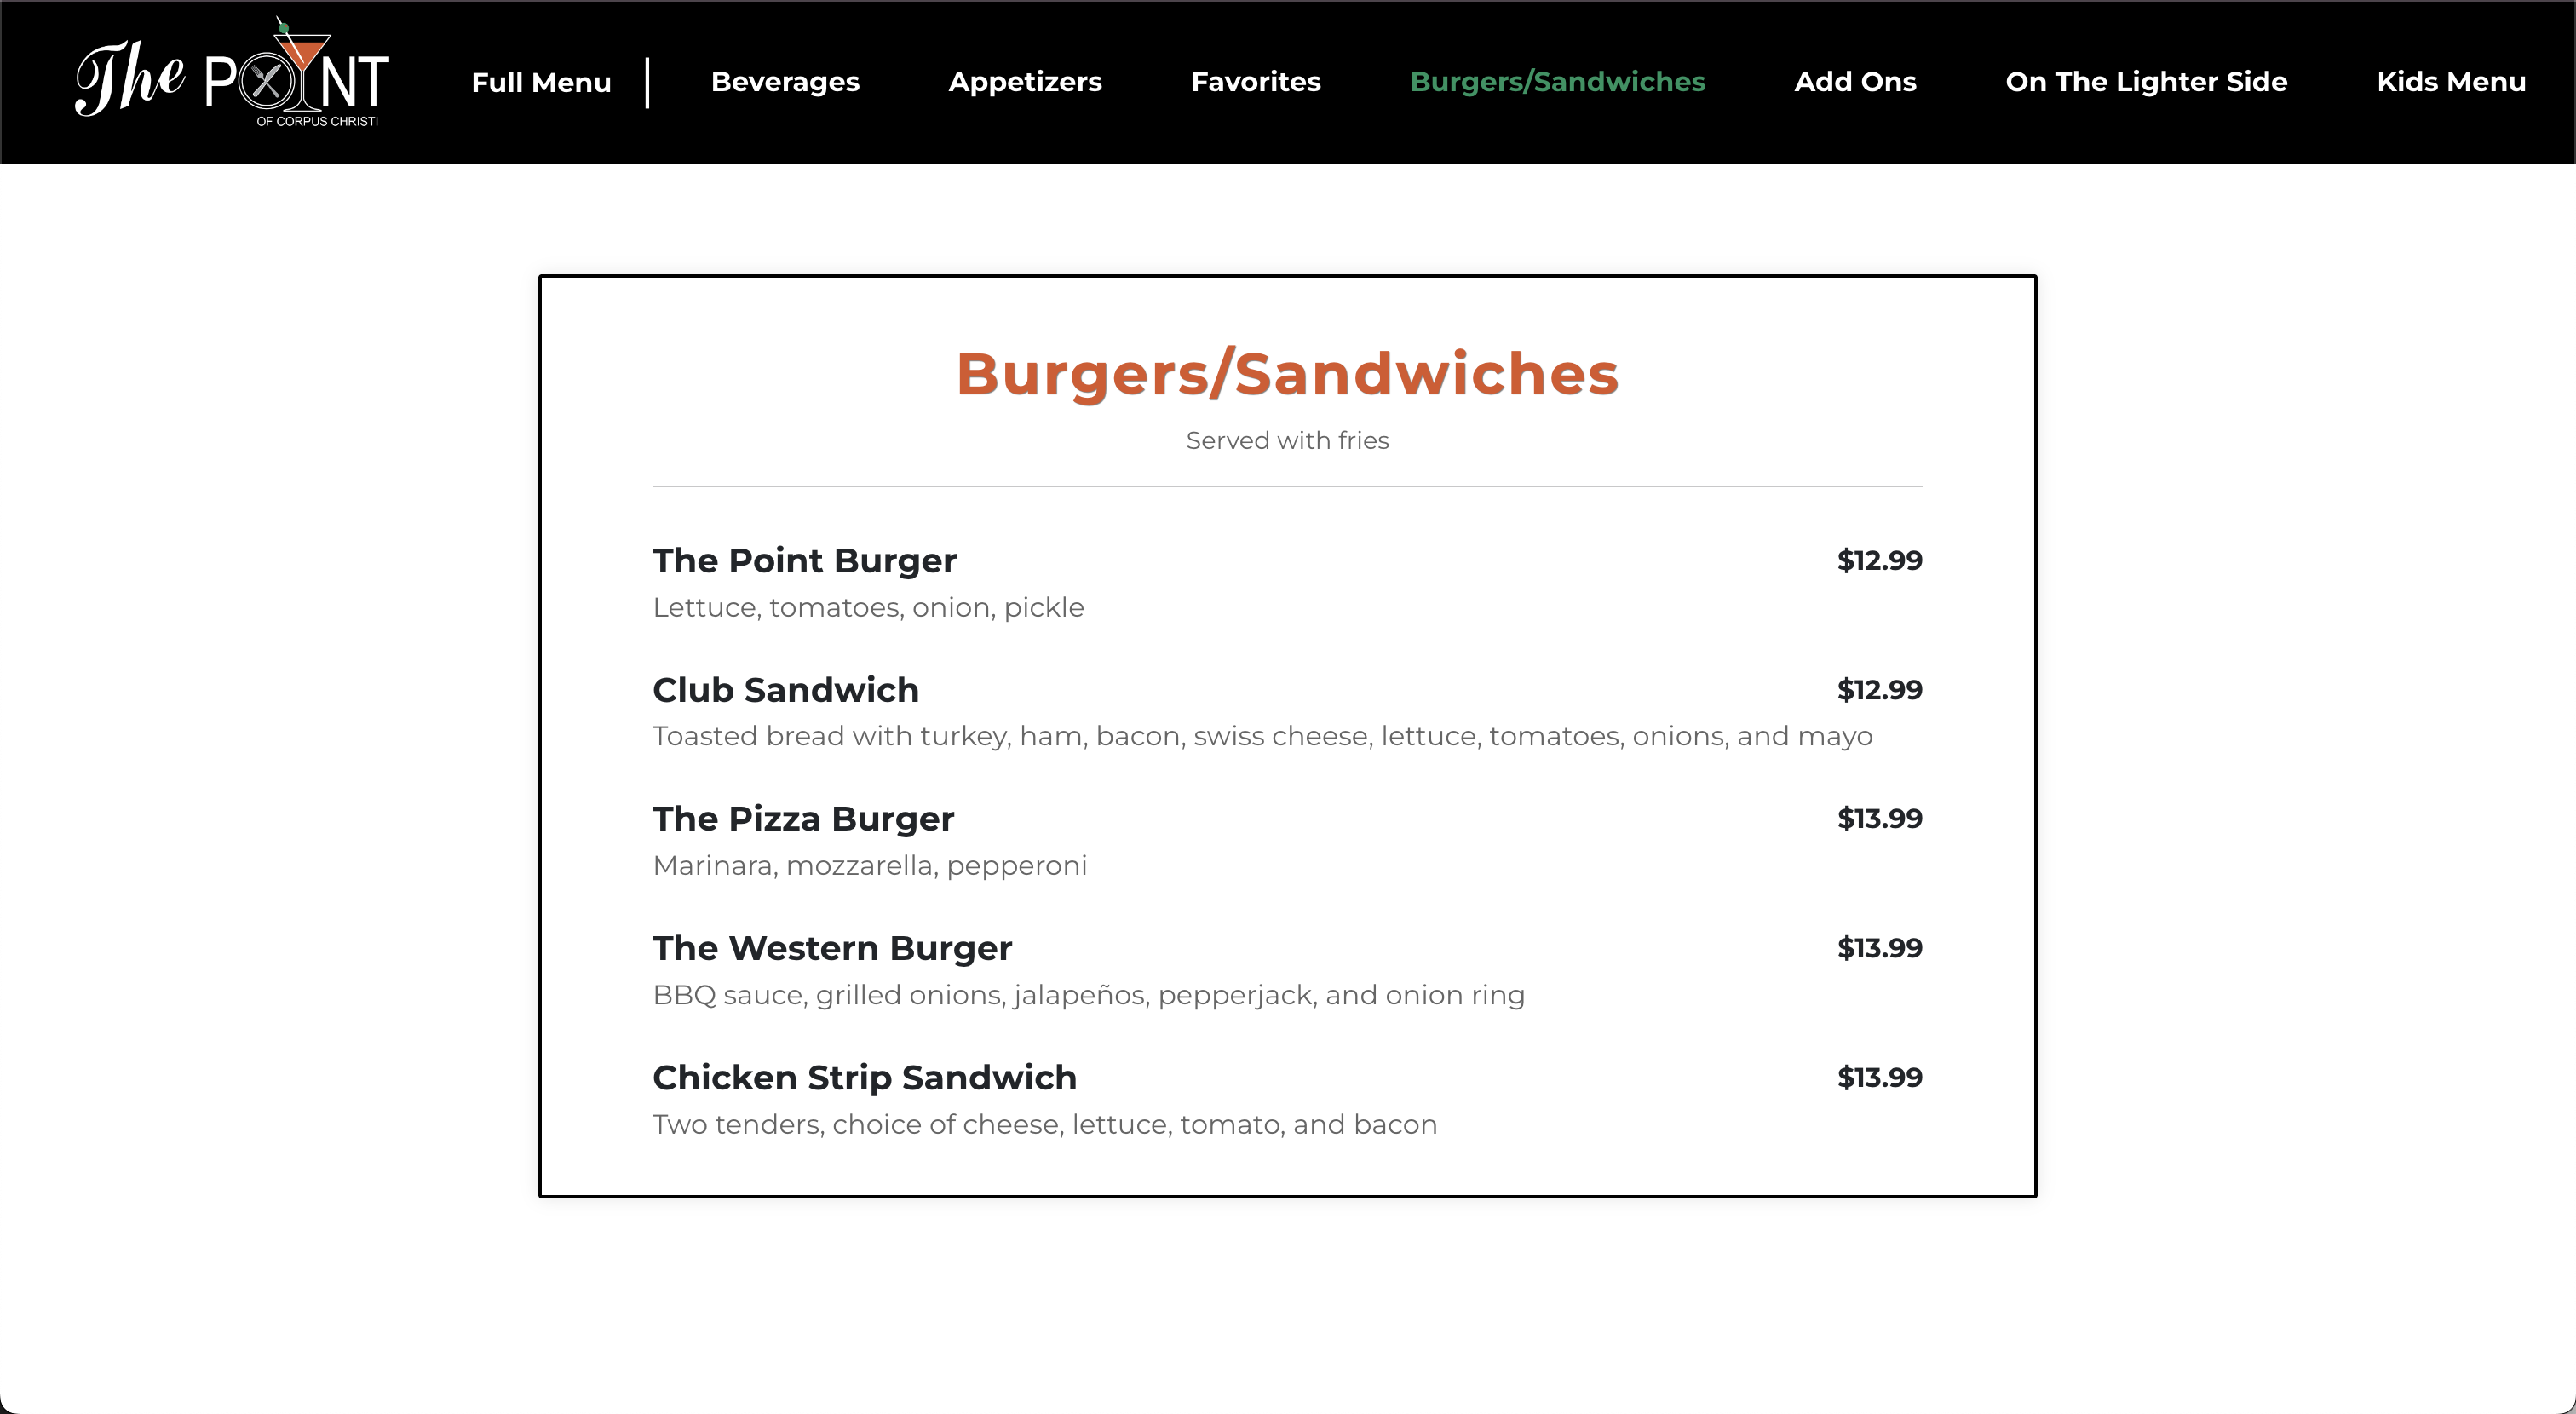 The POINT
OF CORPUS CHRISTI
Full Menu
Beverages
Appetizers
Favorites
Burgers/Sandwiches
Add Ons
On The Lighter Side
Kids Menu
Burgers/Sandwiches
Served with fries
The Point Burger $12.99
Lettuce, tomatoes, onion, pickle
Club Sandwich $12.99
Toasted bread with turkey, ham, bacon, swiss cheese, lettuce, tomatoes, onions, and mayo
The Pizza Burger $13.99
Marinara, mozzarella, pepperoni
The Western Burger $13.99
BBQ sauce, grilled onions, jalapeños, pepperjack, and onion ring
Chicken Strip Sandwich $13.99
Two tenders, choice of cheese, lettuce, tomato, and bacon